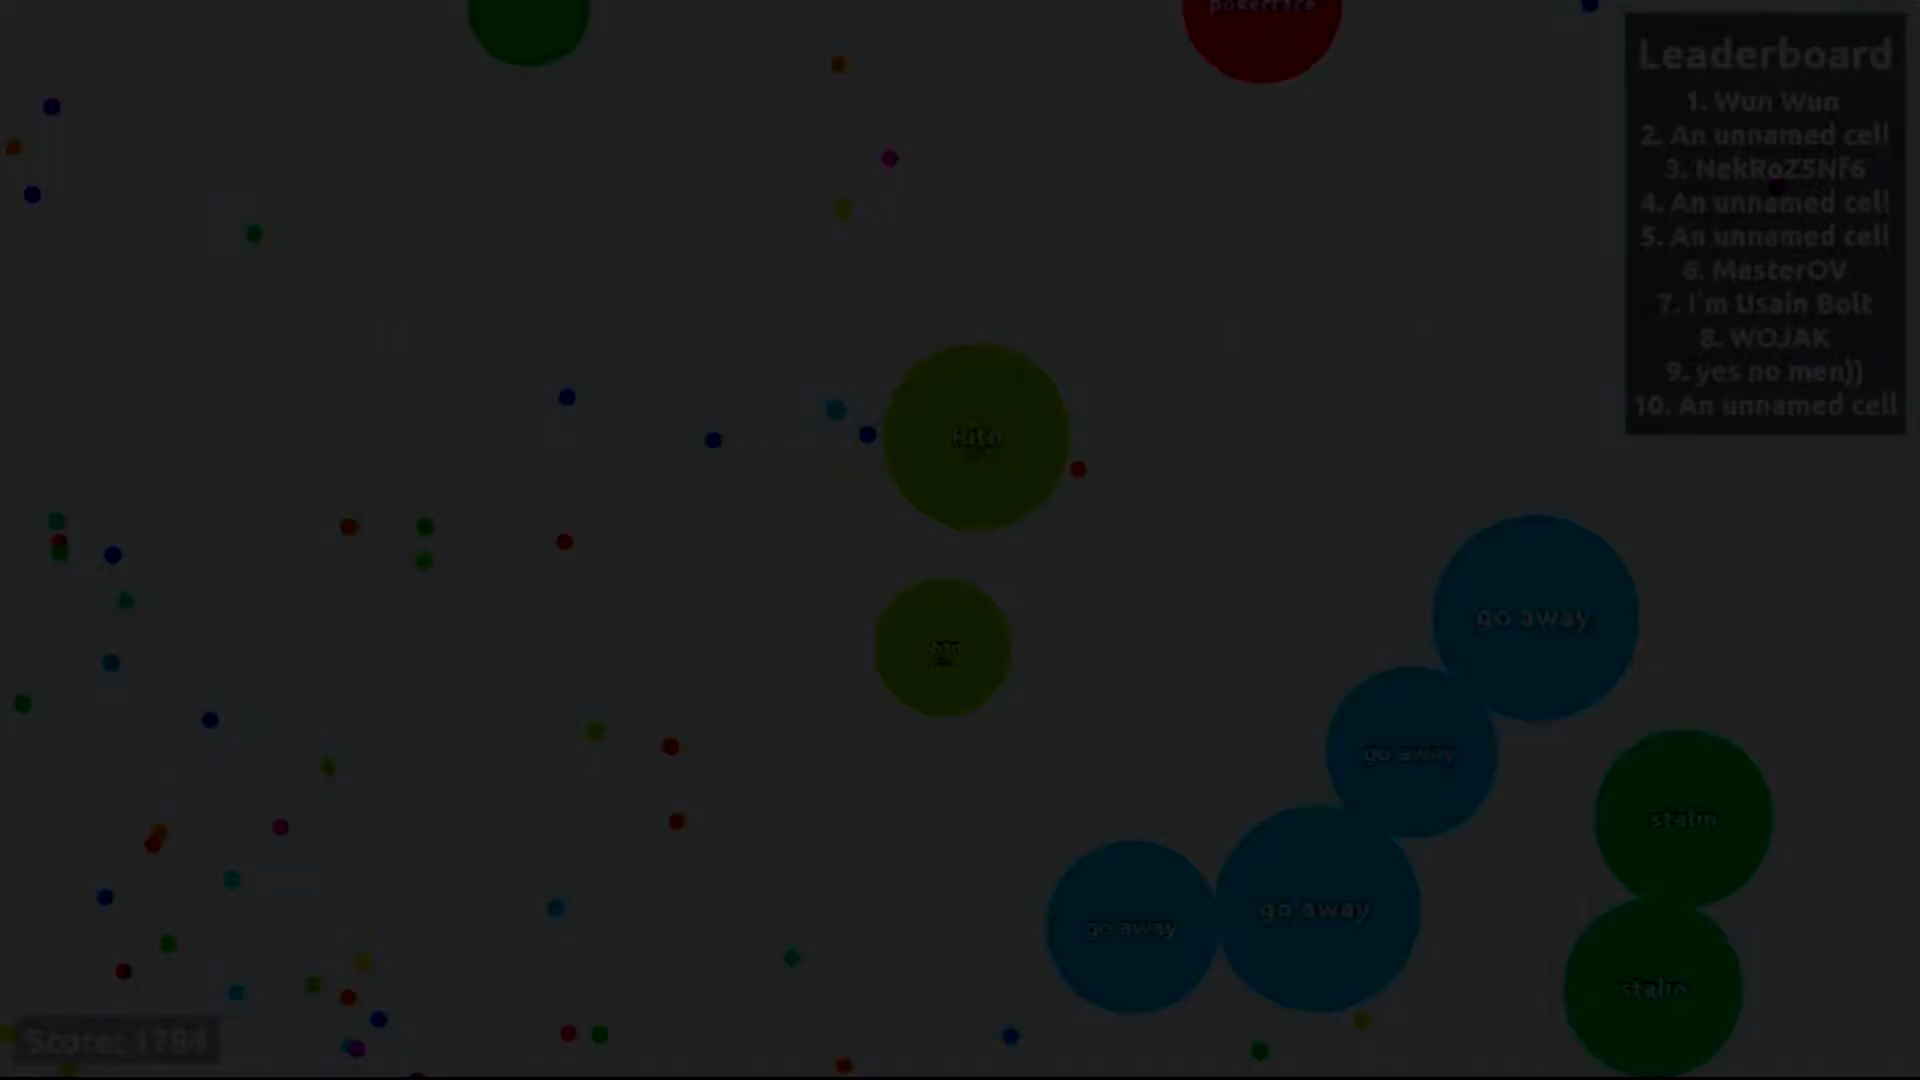 pokerface
Leaderboard
1. Wun Wun
2. An unnamed cell
3. NekRoZ5Nf6
4. An unnamed cell
5. An unnamed cell
6. MasterOV
7. I'm Usain Bolt
8. WOJAK
9. yes no men))
10. An unnamed cell
go away
go away
stalin
go away
go away
stalin
Score: 1784